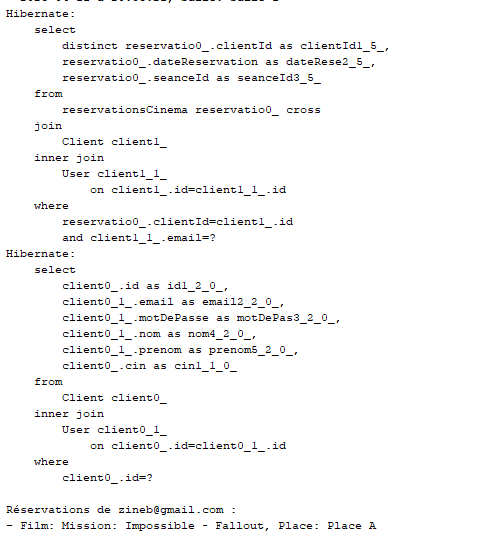 Hibernate:
select
distinct reservatio0_.clientId as clientId1_5_,
reservatio0_.dateReservation as dateRese2_5_,
reservatio0_.seanceId as seanceId3_5_
from
reservationsCinema reservatio0_ cross
join
Client client1_
inner join
User client1_1_
on client1_.id=client1_1_.id
where
reservatio0_.clientId=client1_.id
and client1_1_.email=?
Hibernate:
select
client0_.id as id1_2_0_,
client0_1_.email as email2_2_0_,
client0_1_.motDePasse as motDePas3_2_0_,
client0_1_.nom as nom4_2_0_,
client0_1_.prenom as prenom5_2_0_,
client0_.cin as cin1_1_0_
from
Client client0_
inner join
User client0_1_
on client0_.id=client0_1_.id
where
client0_.id=?
Réservations de zineb@gmail.com :
- Film: Mission: Impossible - Fallout, Place: Place A